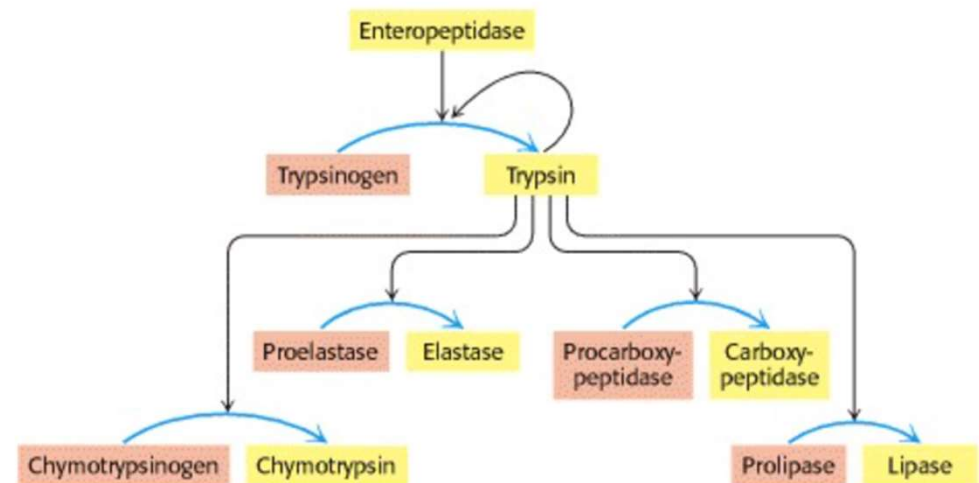 Enteropeptidase
Trypsinogen
Trypsin
Proelastase
Elastase
Procarboxy-
peptidase
Carboxy-
peptidase
Chymotrypsinogen
Chymotrypsin
Prolipase
Lipase